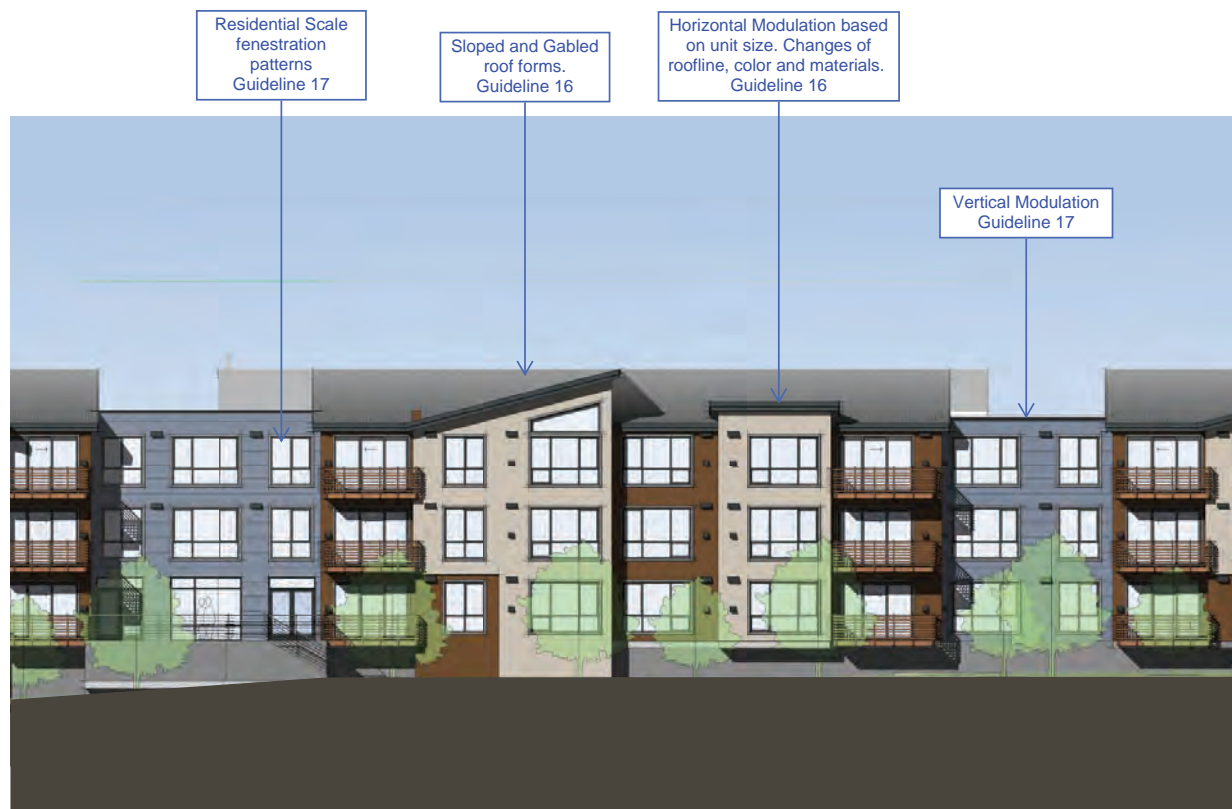 Residential Scale
fenestration
patterns
Guideline 17
Sloped and Gabled
roof forms.
Guideline 16
Horizontal Modulation based
on unit size. Changes of
roofline, color and materials.
Guideline 16
Vertical Modulation
Guideline 17